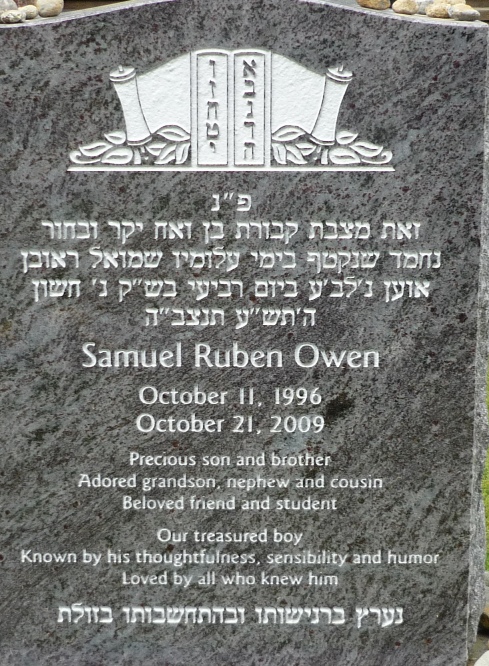 א ב ג ד ה
ו ז ח ט י
פ״נ
זאת מצבת קבורת בן ואח יקר ובחור
נחמד שנקטף בימי עלומיו שמואל ראובן
אוען נ׳לב׳ע ביום רביעי בש״ק ג׳ חשון
ה׳תש״ע תנצב״ה
Samuel Ruben Owen
October 11, 1996
October 21, 2009
Precious son and brother
Adored grandson, nephew and cousin
Beloved friend and student
Our treasured boy
Known by his thoughtfulness, sensibility and humor
Loved by all who knew him
נערץ ברגישותו ובהתחשבותו בזולת